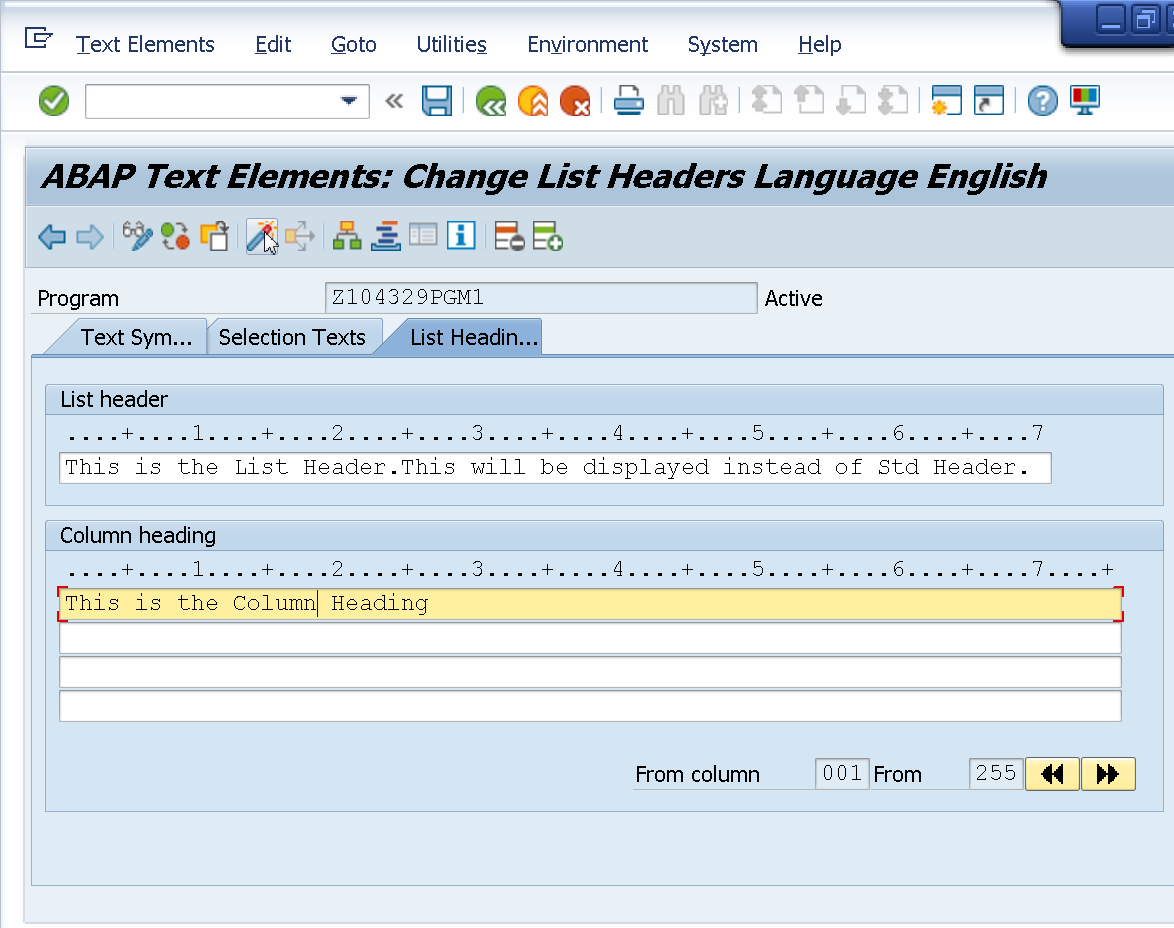 Text Elements Edit Goto Utilities Environment System Help
ABAP Text Elements: Change List Headers Language English
Program Z104329PGM1 Active
Text Sym... Selection Texts List Headin...
List header
....+....1....+....2....+....3....+....4....+....5....+....6....+....7
This is the List Header.This will be displayed instead of Std Header.
Column heading
....+....1....+....2....+....3....+....4....+....5....+....6....+....7....+
This is the Column Heading
From column 001 From 255